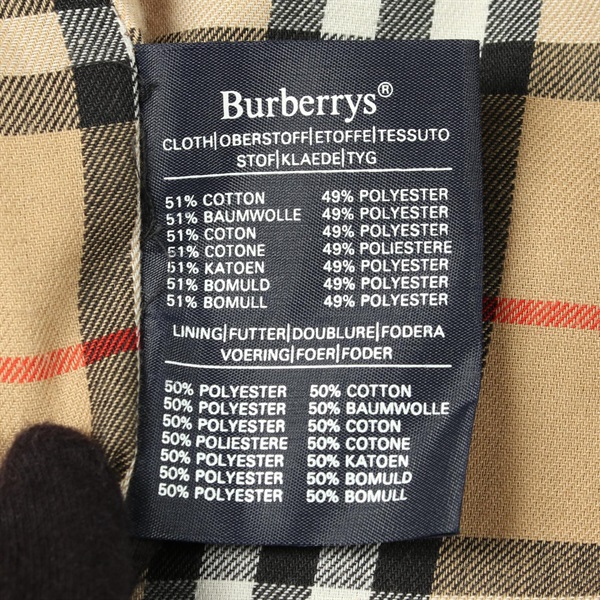 Burberrys®
CLOTH|OBERSTOFF|ETOFFE|TESSUTO
STOF|KLAEDE|TYG
51% COTTON 49% POLYESTER
51% BAUMWOLLE 49% POLYESTER
51% COTON 49% POLYESTER
51% COTONE 49% POLIESTERE
51% KATOEN 49% POLYESTER
51% BOMULD 49% POLYESTER
51% BOMULL 49% POLYESTER
LINING|FUTTER|DOUBLURE|FODERA
VOERING|FOER|FODER
50% POLYESTER 50% COTTON
50% POLYESTER 50% BAUMWOLLE
50% POLYESTER 50% COTON
50% POLIESTERE 50% COTONE
50% POLYESTER 50% KATOEN
50% POLYESTER 50% BOMULD
50% POLYESTER 50% BOMULL